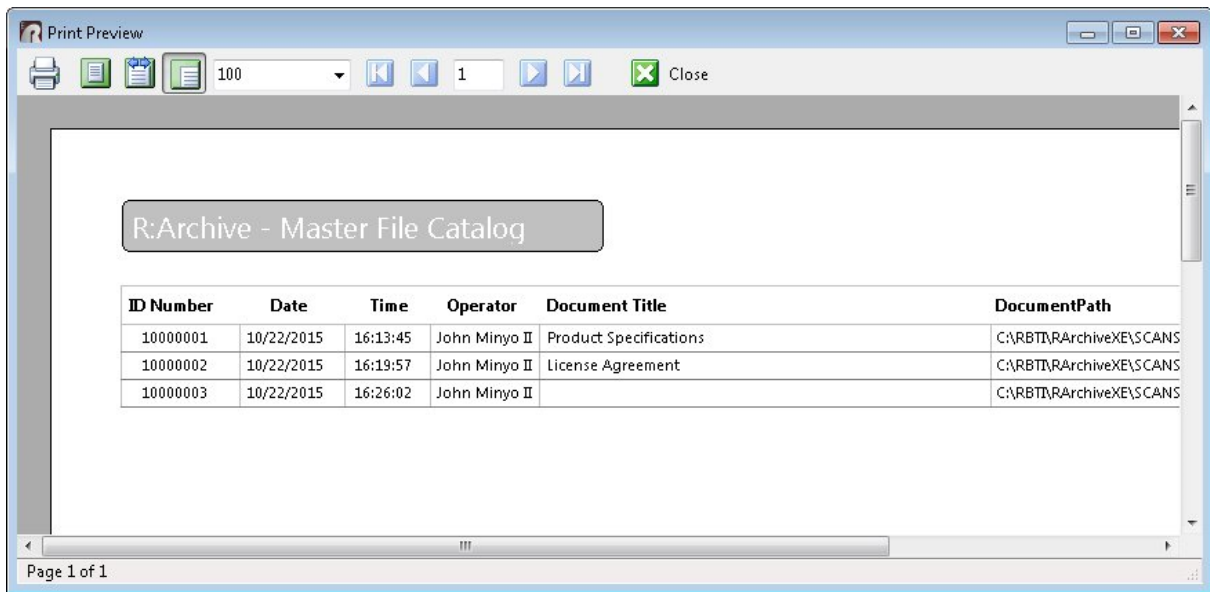 Print Preview
100 1 Close
R:Archive - Master File Catalog
ID Number Date Time Operator Document Title DocumentPath
10000001 10/22/2015 16:13:45 John Minyo II Product Specifications C:\RBTI\RArchiveXE\SCANS
10000002 10/22/2015 16:19:57 John Minyo II License Agreement C:\RBTI\RArchiveXE\SCANS
10000003 10/22/2015 16:26:02 John Minyo II C:\RBTI\RArchiveXE\SCANS
Page 1 of 1